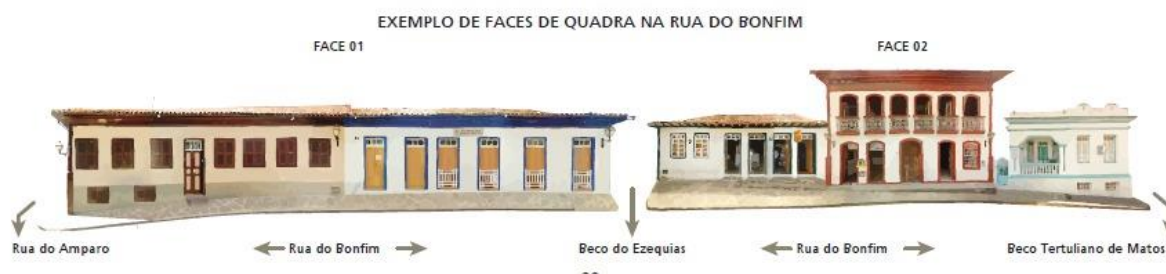 EXEMPLO DE FACES DE QUADRA NA RUA DO BONFIM
FACE 01
FACE 02
Rua do Amparo
Rua do Bonfim
Beco do Ezequias
Rua do Bonfim
Beco Tertuliano de Matos